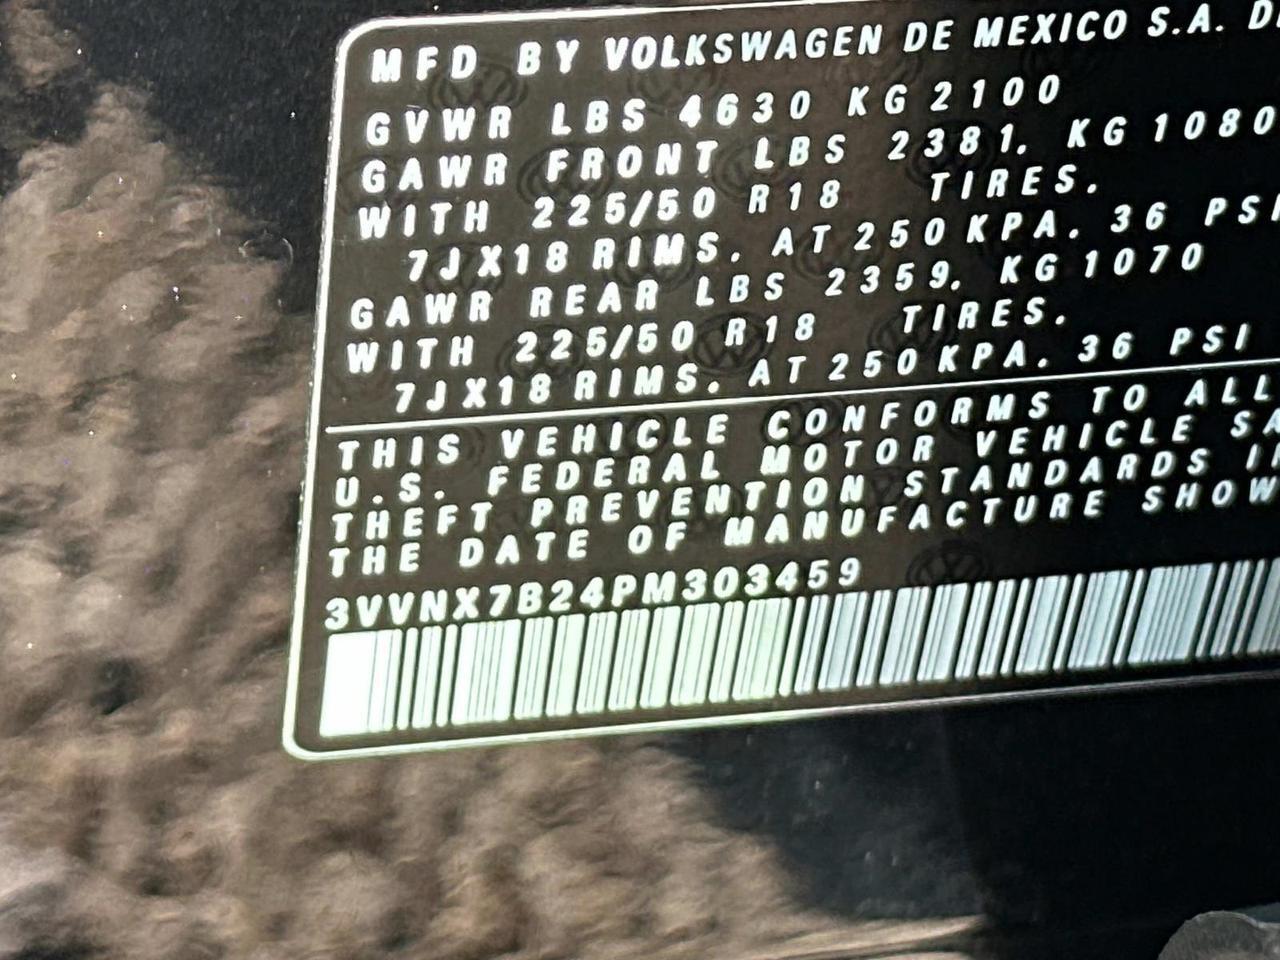 MFD BY VOLKSWAGEN DE MEXICO S.A.
GVWR LBS 4630 KG 2100
GAWR FRONT LBS 2381. KG 1080
WITH 225/50 R18 TIRES.
7JX18 RIMS. AT 250 KPA. 36 PSI
GAWR REAR LBS 2359. KG 1070
WITH 225/50 R18 TIRES.
7JX18 RIMS. AT 250 KPA. 36 PSI
THIS VEHICLE CONFORMS TO ALL
U.S. FEDERAL MOTOR VEHICLE
THEFT PREVENTION STANDARDS
THE DATE OF MANUFACTURE
3VVNX7B24PM303459